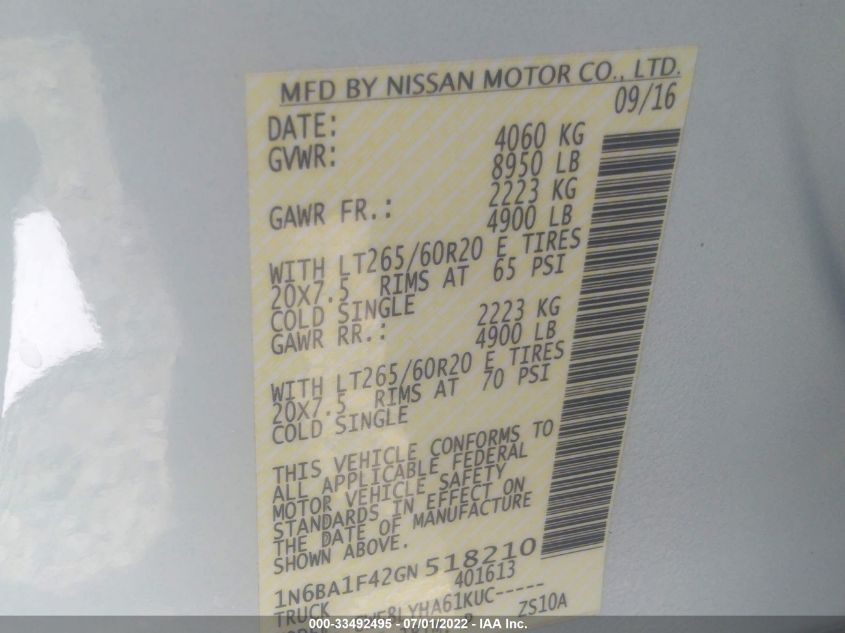 MFD BY NISSAN MOTOR CO., LTD.
DATE: 09/16
GVWR: 4060 KG
8950 LB
GAWR FR.: 2223 KG
4900 LB
WITH LT265/60R20 E TIRES
20X7.5 RIMS AT 65 PSI
COLD SINGLE
GAWR RR.: 2223 KG
4900 LB
WITH LT265/60R20 E TIRES
20X7.5 RIMS AT 70 PSI
COLD SINGLE
THIS VEHICLE CONFORMS TO
ALL APPLICABLE FEDERAL
MOTOR VEHICLE SAFETY
STANDARDS IN EFFECT ON
THE DATE OF MANUFACTURE
SHOWN ABOVE.
1N6BA1F42GN518210
TRUCK 401613
ZS10A
000-33492495 - 07/01/2022 - IAA Inc.